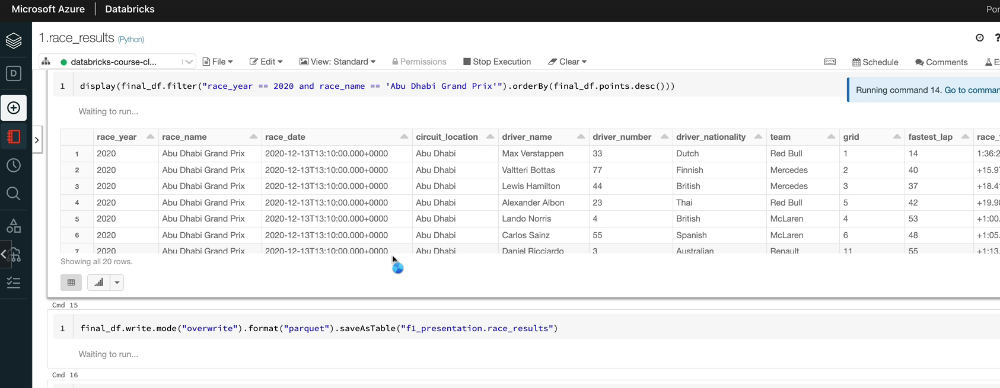 Microsoft Azure | Databricks
1.race_results (Python)
databricks-course-cl... File Edit View: Standard Permissions Stop Execution Clear Schedule Comments
1 display(final_df.filter("race_year == 2020 and race_name == 'Abu Dhabi Grand Prix'").orderBy(final_df.points.desc()))
Running command 14. Go to comman
Waiting to run...
race_year race_name race_date circuit_location driver_name driver_number driver_nationality team grid fastest_lap race_
1 2020 Abu Dhabi Grand Prix 2020-12-13T13:10:00.000+0000 Abu Dhabi Max Verstappen 33 Dutch Red Bull 1 14 1:36:2
2 2020 Abu Dhabi Grand Prix 2020-12-13T13:10:00.000+0000 Abu Dhabi Valtteri Bottas 77 Finnish Mercedes 2 40 +15.97
3 2020 Abu Dhabi Grand Prix 2020-12-13T13:10:00.000+0000 Abu Dhabi Lewis Hamilton 44 British Mercedes 3 37 +18.4
4 2020 Abu Dhabi Grand Prix 2020-12-13T13:10:00.000+0000 Abu Dhabi Alexander Albon 23 Thai Red Bull 5 42 +19.98
5 2020 Abu Dhabi Grand Prix 2020-12-13T13:10:00.000+0000 Abu Dhabi Lando Norris 4 British McLaren 4 53 +1:00.
6 2020 Abu Dhabi Grand Prix 2020-12-13T13:10:00.000+0000 Abu Dhabi Carlos Sainz 55 Spanish McLaren 6 48 +1:05.
7 2020 Abu Dhabi Grand Prix 2020-12-13T13:10:00.000+0000 Abu Dhabi Daniel Ricciardo 3 Australian Renault 11 55 +1:13.
Showing all 20 rows.
Cmd 15
1 final_df.write.mode("overwrite").format("parquet").saveAsTable("f1_presentation.race_results")
Waiting to run...
Cmd 16